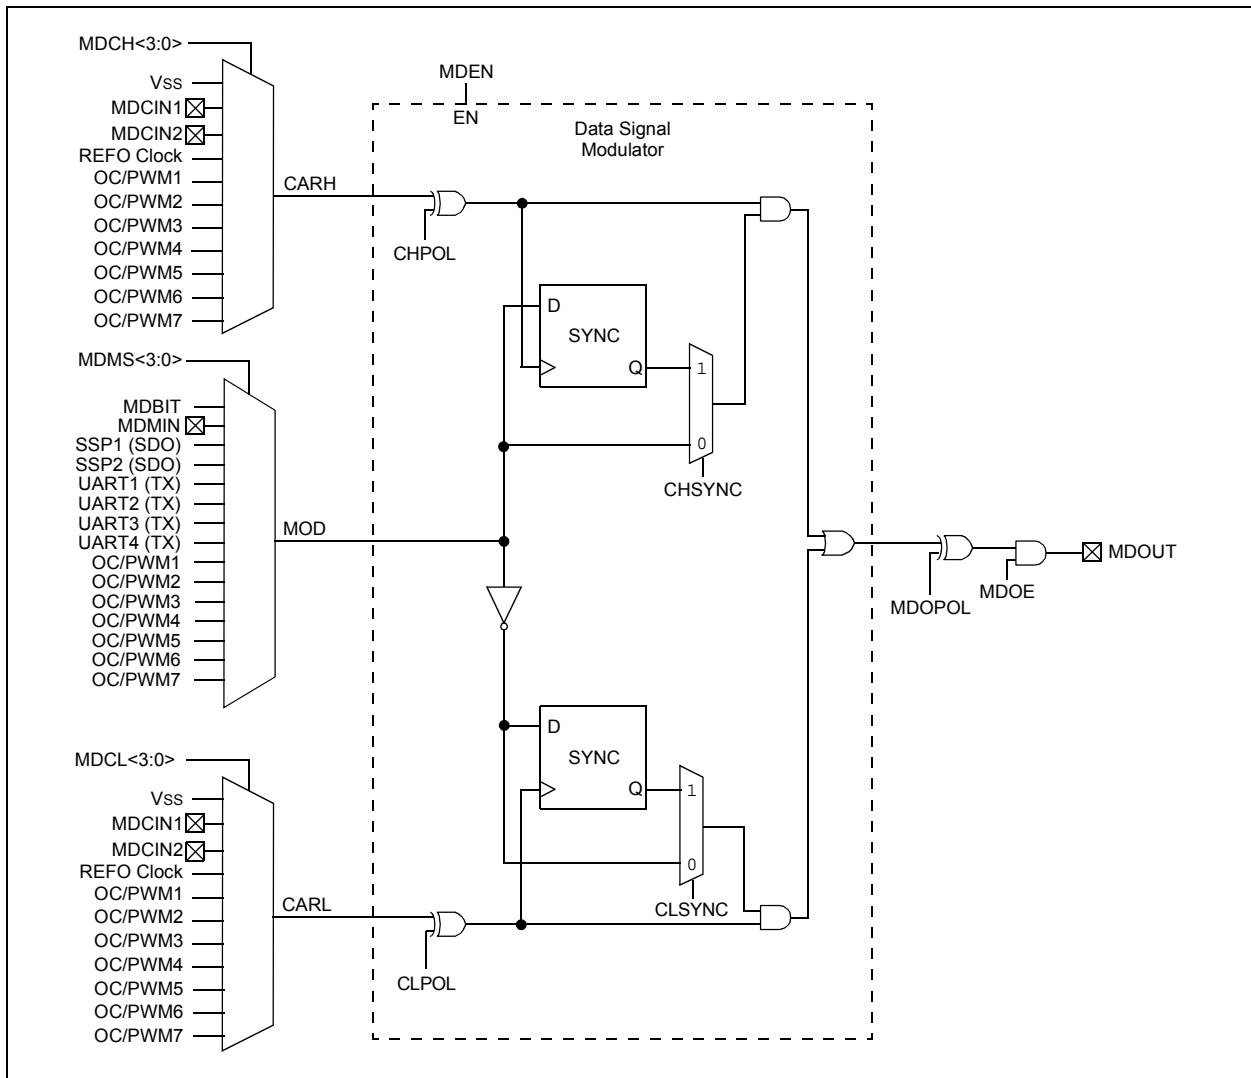 MDCH<3:0>
VSS
MDCIN1
MDCIN2
REFO Clock
OC/PWM1
OC/PWM2
OC/PWM3
OC/PWM4
OC/PWM5
OC/PWM6
OC/PWM7
CARH
MDEN
EN
Data Signal
Modulator
CHPOL
D
SYNC
Q
1
0
CHSYNC
MDMS<3:0>
MDBIT
MDMIN
SSP1 (SDO)
SSP2 (SDO)
UART1 (TX)
UART2 (TX)
UART3 (TX)
UART4 (TX)
OC/PWM1
OC/PWM2
OC/PWM3
OC/PWM4
OC/PWM5
OC/PWM6
OC/PWM7
MOD
MDOPOL
MDOE
MDOUT
D
SYNC
Q
1
0
CLSYNC
MDCL<3:0>
VSS
MDCIN1
MDCIN2
REFO Clock
OC/PWM1
OC/PWM2
OC/PWM3
OC/PWM4
OC/PWM5
OC/PWM6
OC/PWM7
CARL
CLPOL